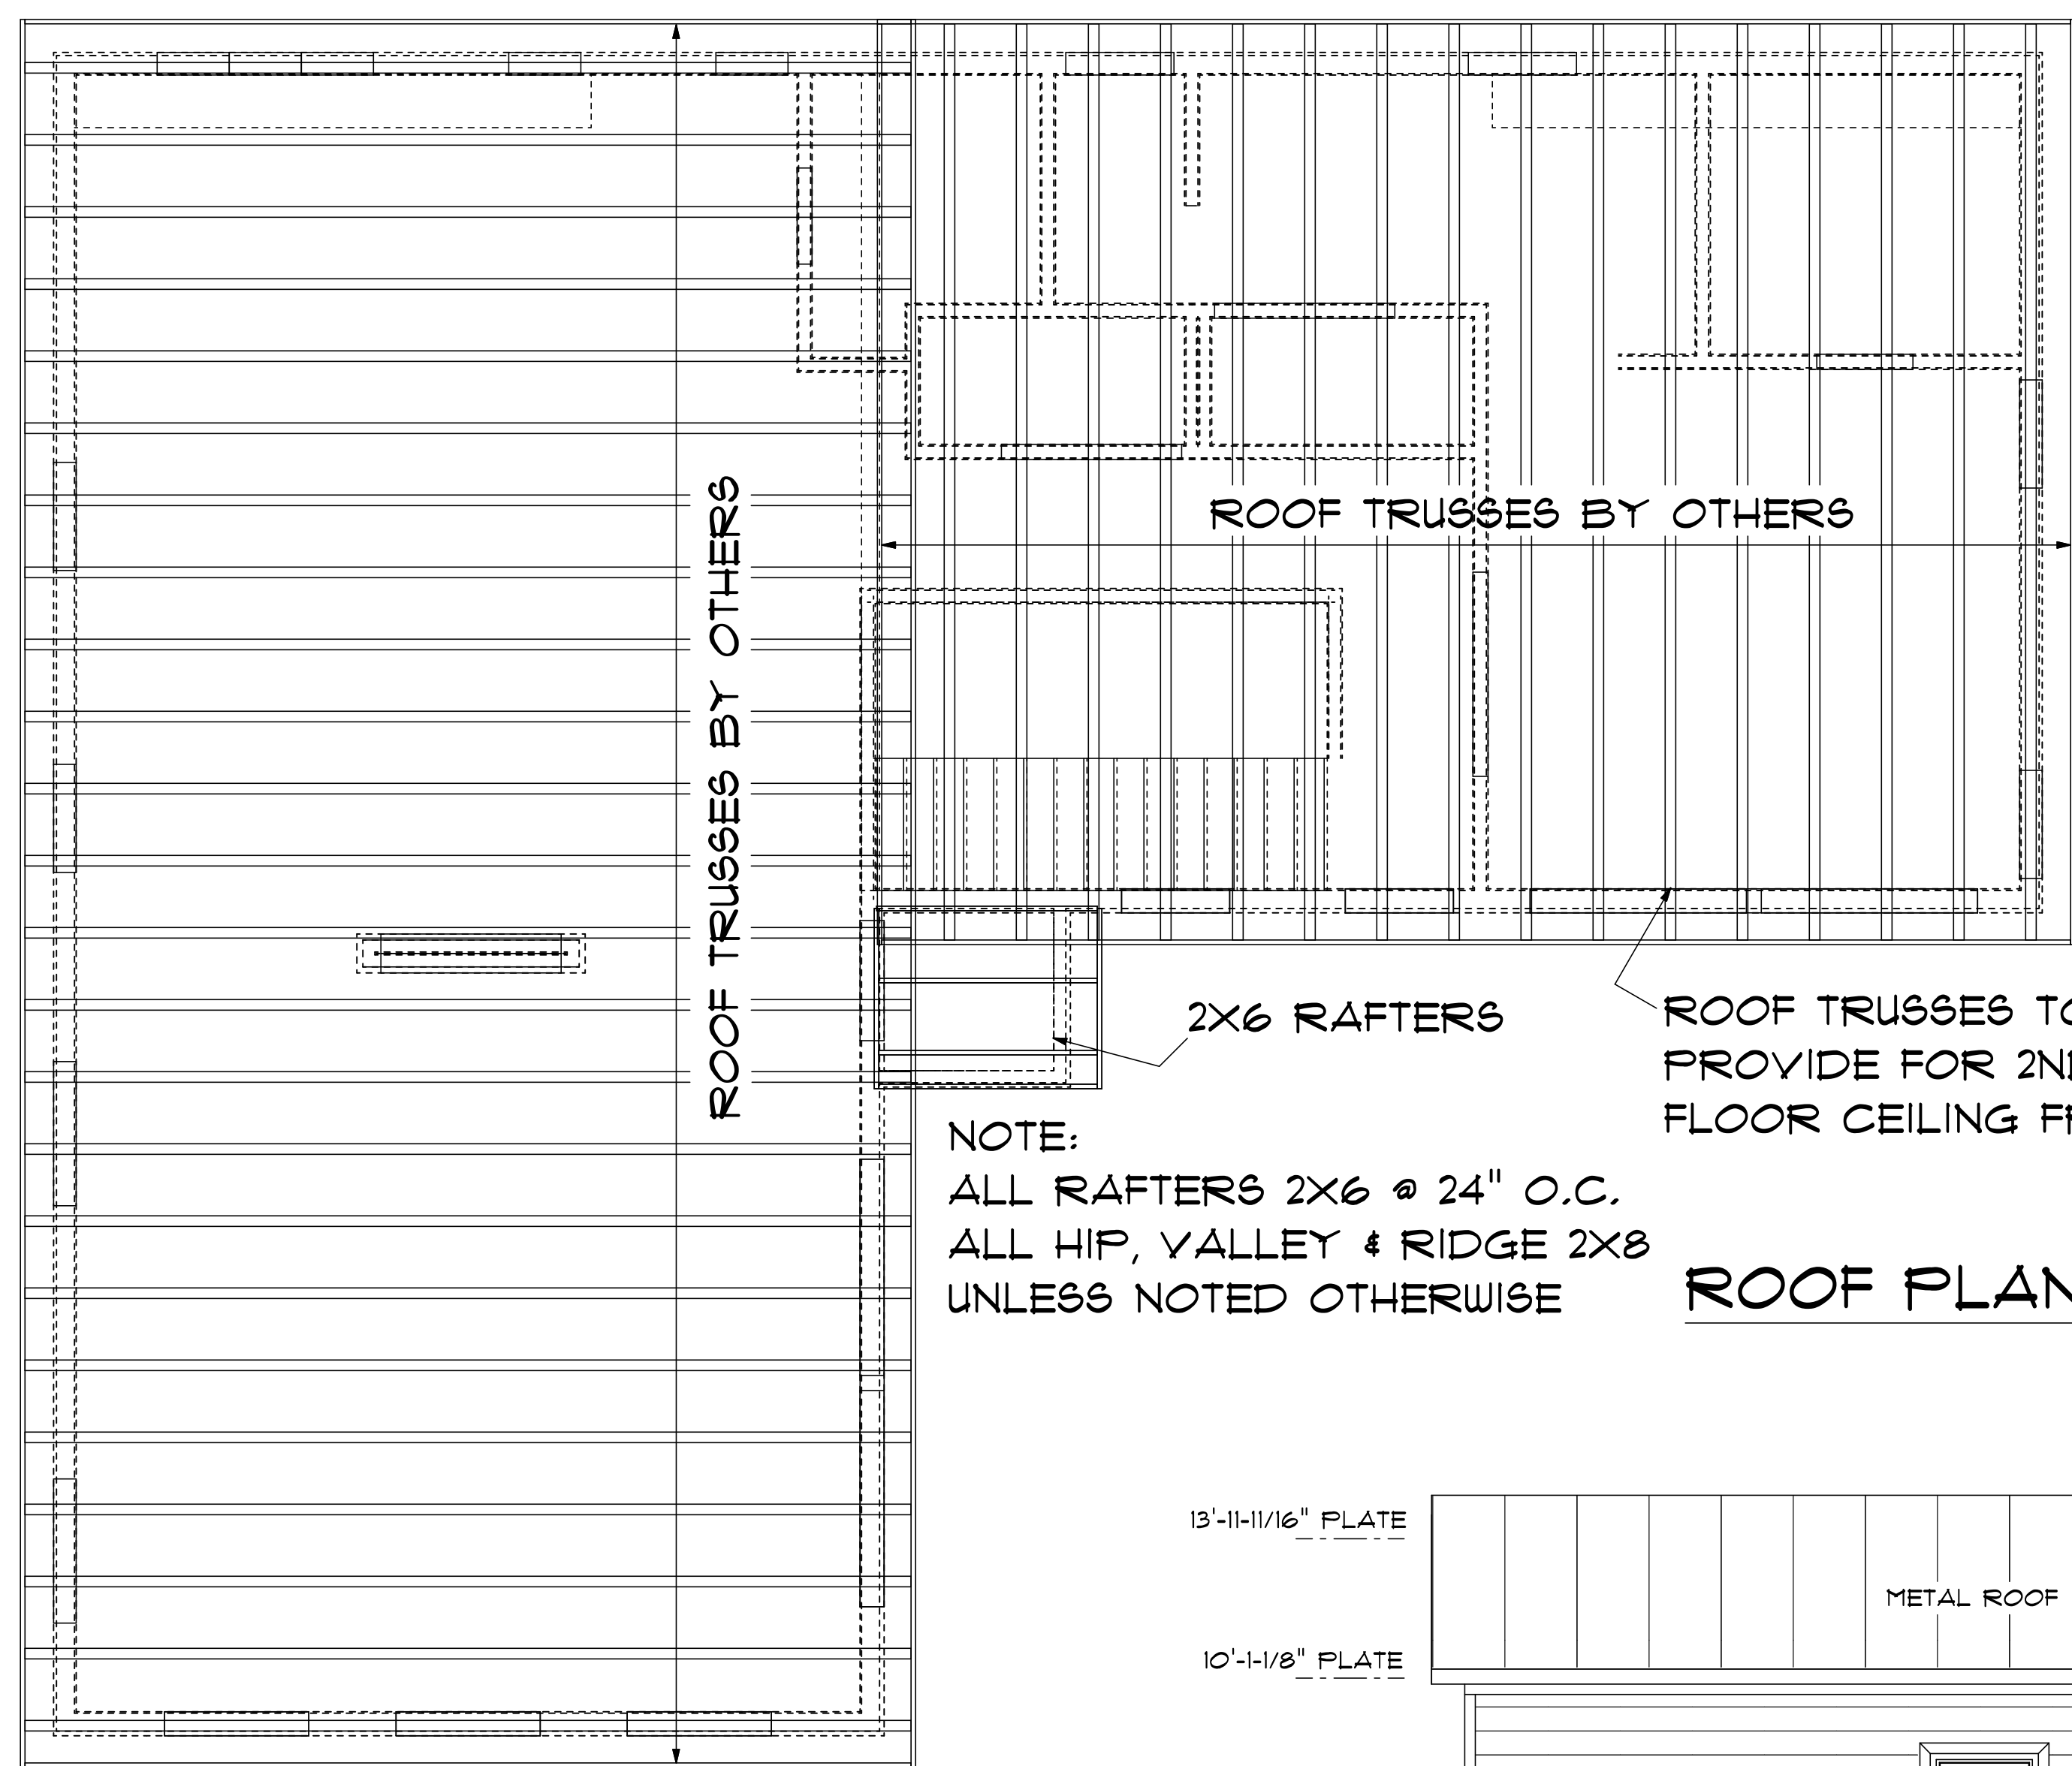 ROOF TRUSSES BY OTHERS
ROOF TRUSSES BY OTHERS
2X6 RAFTERS
ROOF TRUSSES TO
PROVIDE FOR
FLOOR CEILING
NOTE:
ALL RAFTERS 2X6 @ 24" O.C.
ALL HIP, VALLEY & RIDGE 2X8
UNLESS NOTED OTHERWISE
ROOF PLAN
13'-11-11/16" PLATE
METAL ROOF
10'-1-1/8" PLATE